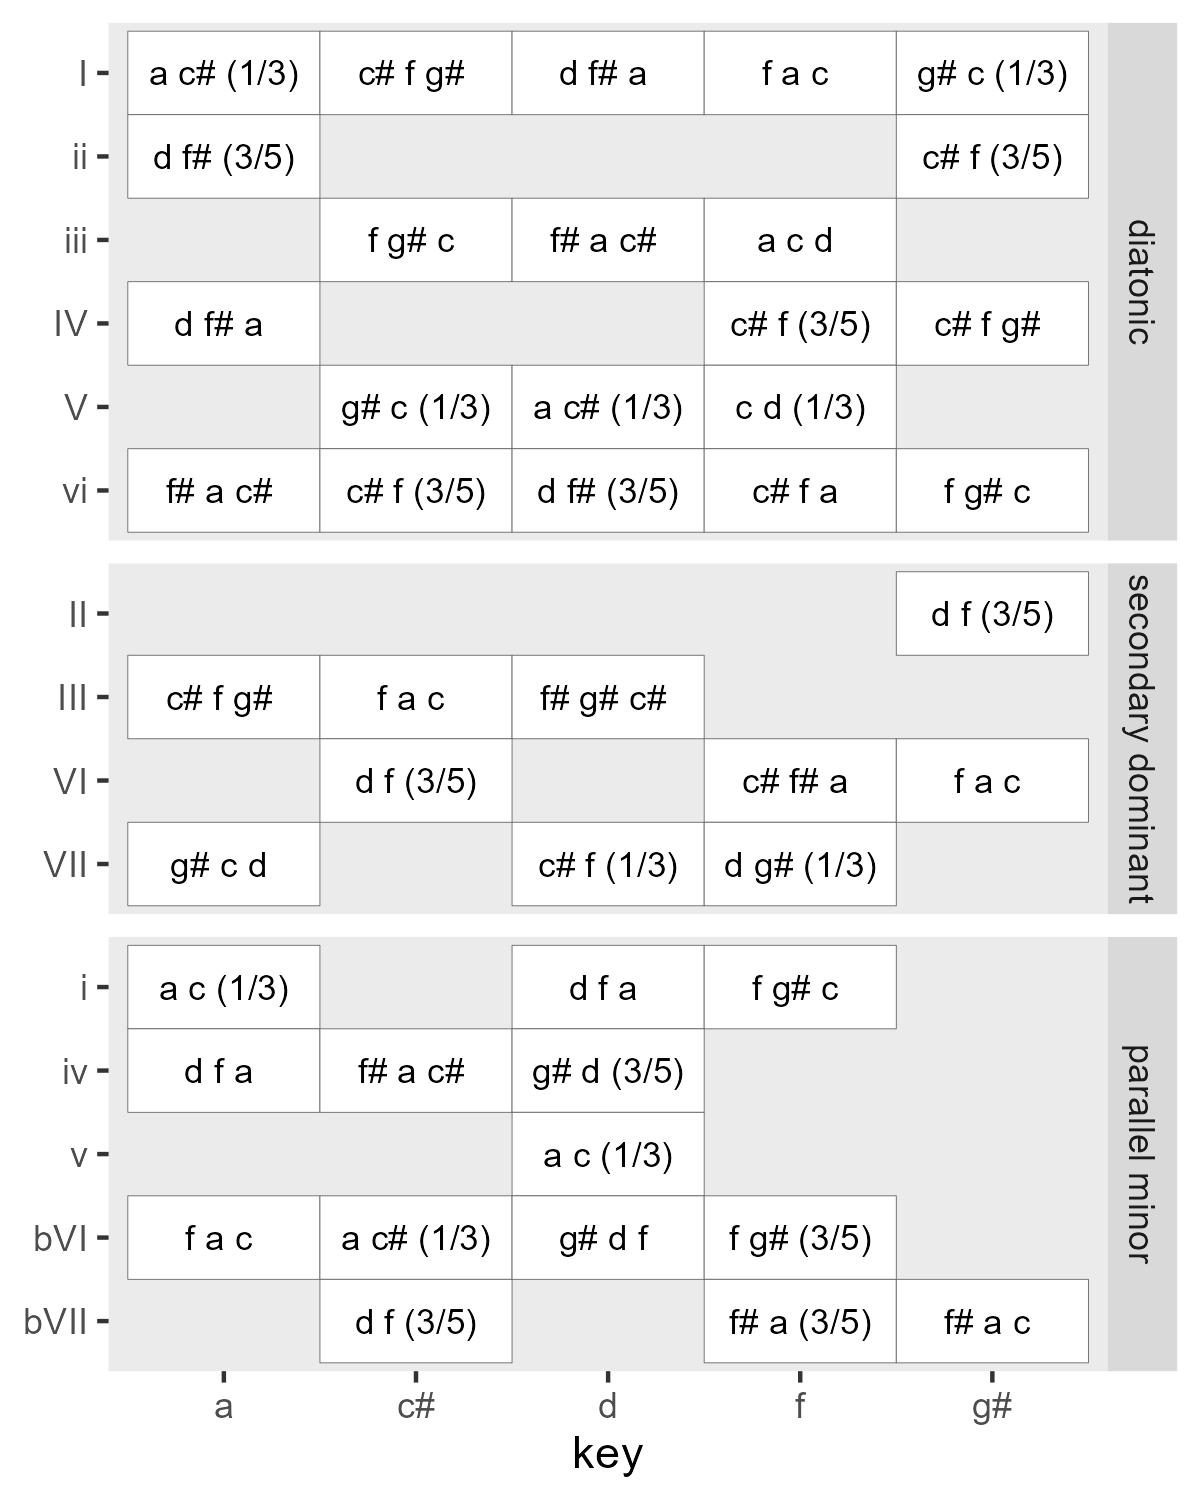 I a c# (1/3) c# f g# d f# a f a c g# c (1/3)
ii d f# (3/5) c# f (3/5)
iii f g# c f# a c# a c d
IV d f# a c# f (3/5) c# f g#
V g# c (1/3) a c# (1/3) c d (1/3)
vi f# a c# c# f (3/5) d f# (3/5) c# f a f g# c
diatonic
II d f (3/5)
III c# f g# f a c f# g# c#
VI d f (3/5) c# f# a f a c
VII g# c d c# f (1/3) d g# (1/3)
secondary dominant
i a c (1/3) d f a f g# c
iv d f a f# a c# g# d (3/5)
v a c (1/3)
bVI f a c a c# (1/3) g# d f f g# (3/5)
bVII d f (3/5) f# a (3/5) f# a c
parallel minor
a c# d f g#
key